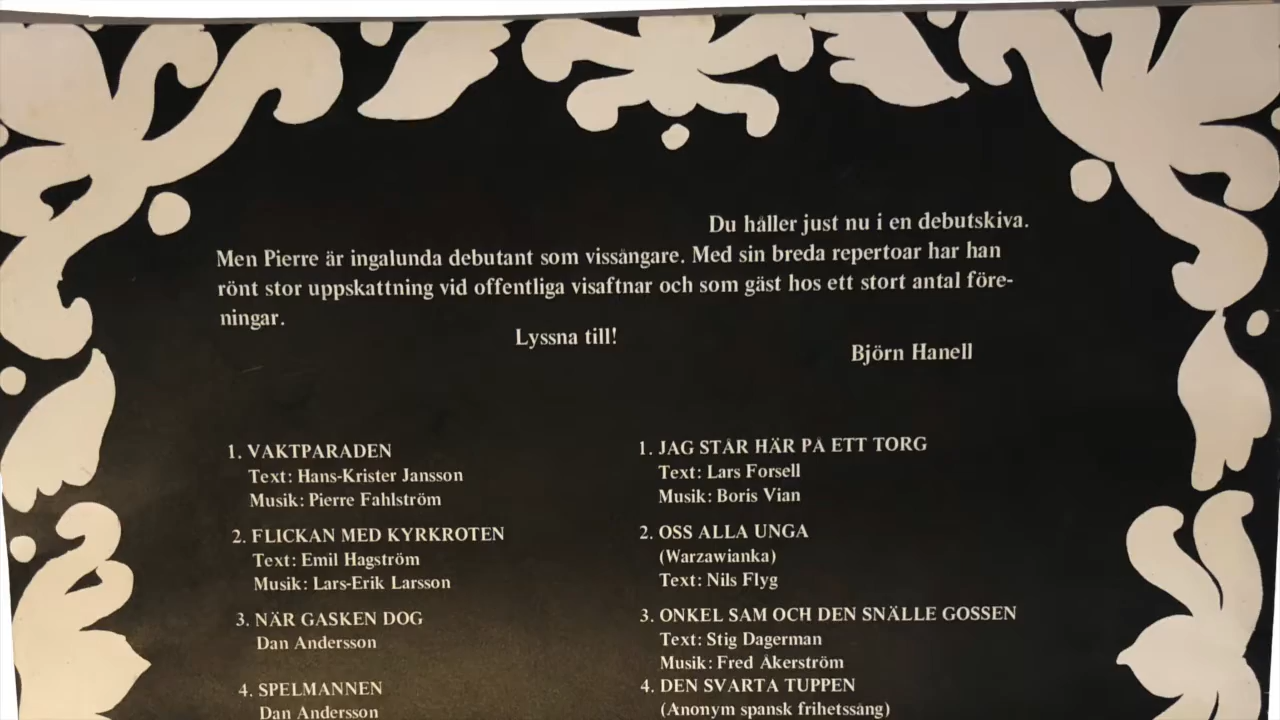 Du håller just nu i en debutskiva.
Men Pierre är ingalunda debutant som vissångare. Med sin breda repertoar har han
rönt stor uppskattning vid offentliga visaftnar och som gäst hos ett stort antal före-
ningar.
Lyssna till!
Björn Hanell
1. VAKTPARADEN
Text: Hans-Krister Jansson
Musik: Pierre Fahlström
2. FLICKAN MED KYRKROTEN
Text: Emil Hagström
Musik: Lars-Erik Larsson
3. NÄR GASKEN DOG
Dan Andersson
4. SPELMANNEN
Dan Andersson
1. JAG STÅR HÄR PÅ ETT TORG
Text: Lars Forsell
Musik: Boris Vian
2. OSS ALLA UNGA
(Warzawianka)
Text: Nils Flyg
3. ONKEL SAM OCH DEN SNÄLLE GOSSEN
Text: Stig Dagerman
Musik: Fred Åkerström
4. DEN SVARTA TUPPEN
(Anonym spansk frihetssång)